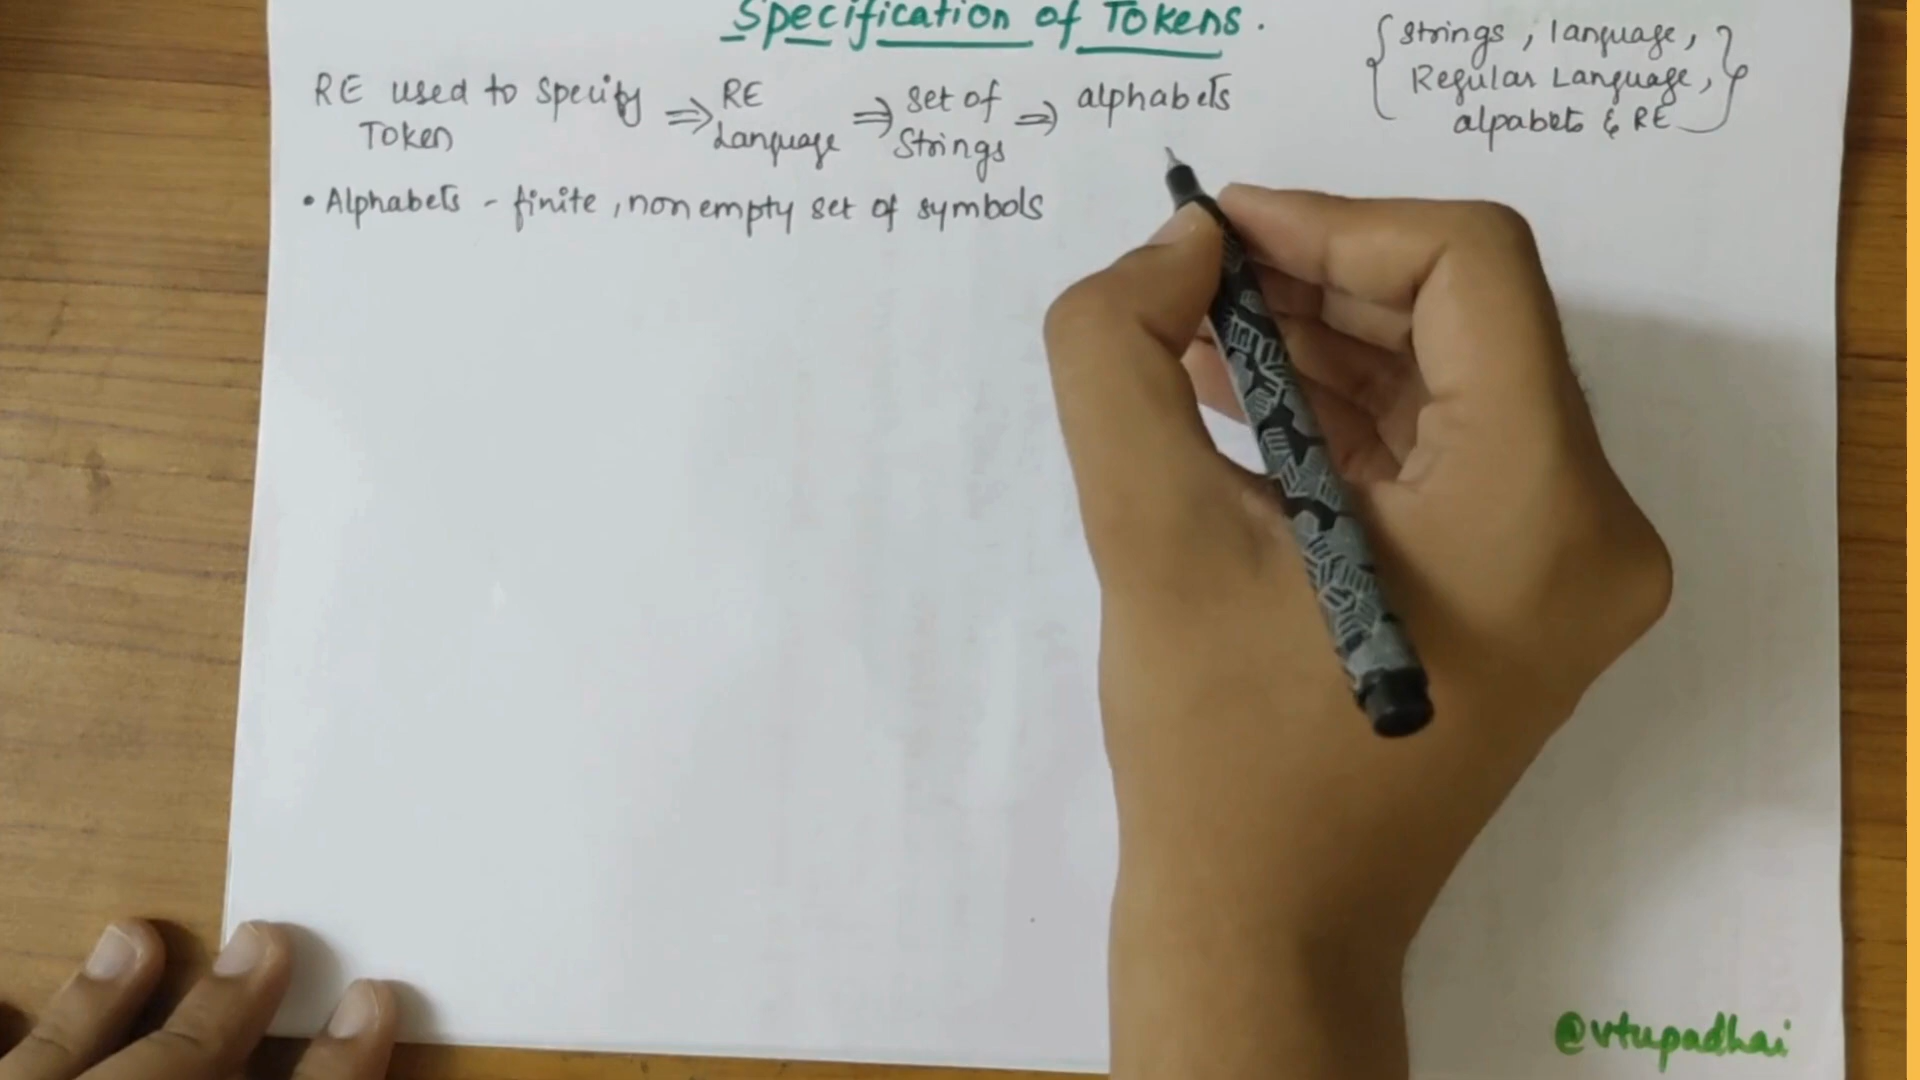 Specification of Tokens.
{ strings, language,
Regular Language,
alpabets & RE }
RE used to specify Token ⇒ RE Language ⇒ set of Strings ⇒ alphabets
• Alphabets - finite, non empty set of symbols
@vtupadhai